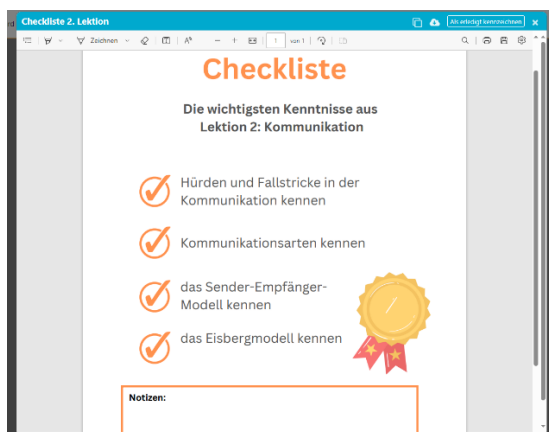 Checkliste 2. Lektion
Als erledigt kennzeichnen
Zeichnen
1 von 1
Checkliste
Die wichtigsten Kenntnisse aus
Lektion 2: Kommunikation
Hürden und Fallstricke in der
Kommunikation kennen
Kommunikationsarten kennen
das Sender-Empfänger-
Modell kennen
das Eisbergmodell kennen
Notizen: